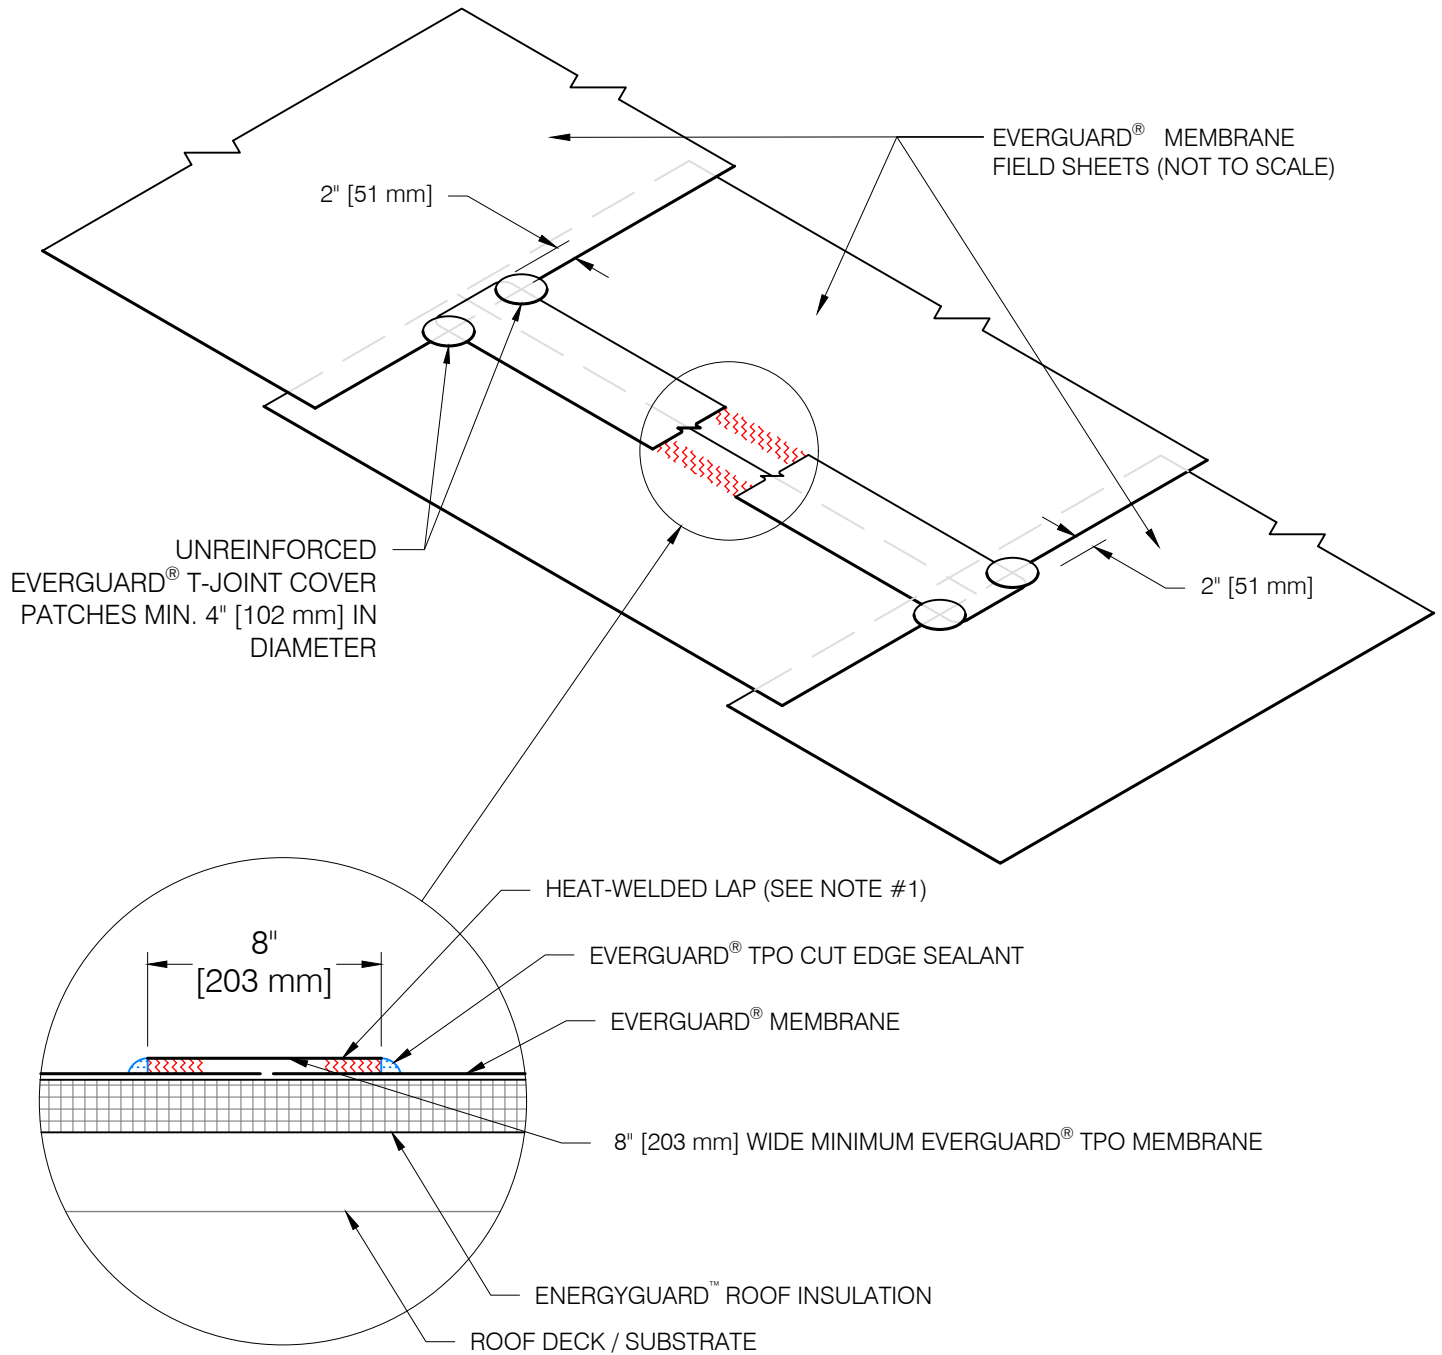 EVERGUARD® MEMBRANE
FIELD SHEETS (NOT TO SCALE)
2" [51 mm]
UNREINFORCED
EVERGUARD® T-JOINT COVER
PATCHES MIN. 4" [102 mm] IN
DIAMETER
2" [51 mm]
HEAT-WELDED LAP (SEE NOTE #1)
8"
[203 mm]
EVERGUARD® TPO CUT EDGE SEALANT
EVERGUARD® MEMBRANE
8" [203 mm] WIDE MINIMUM EVERGUARD® TPO MEMBRANE
ENERGYGUARD™ ROOF INSULATION
ROOF DECK / SUBSTRATE